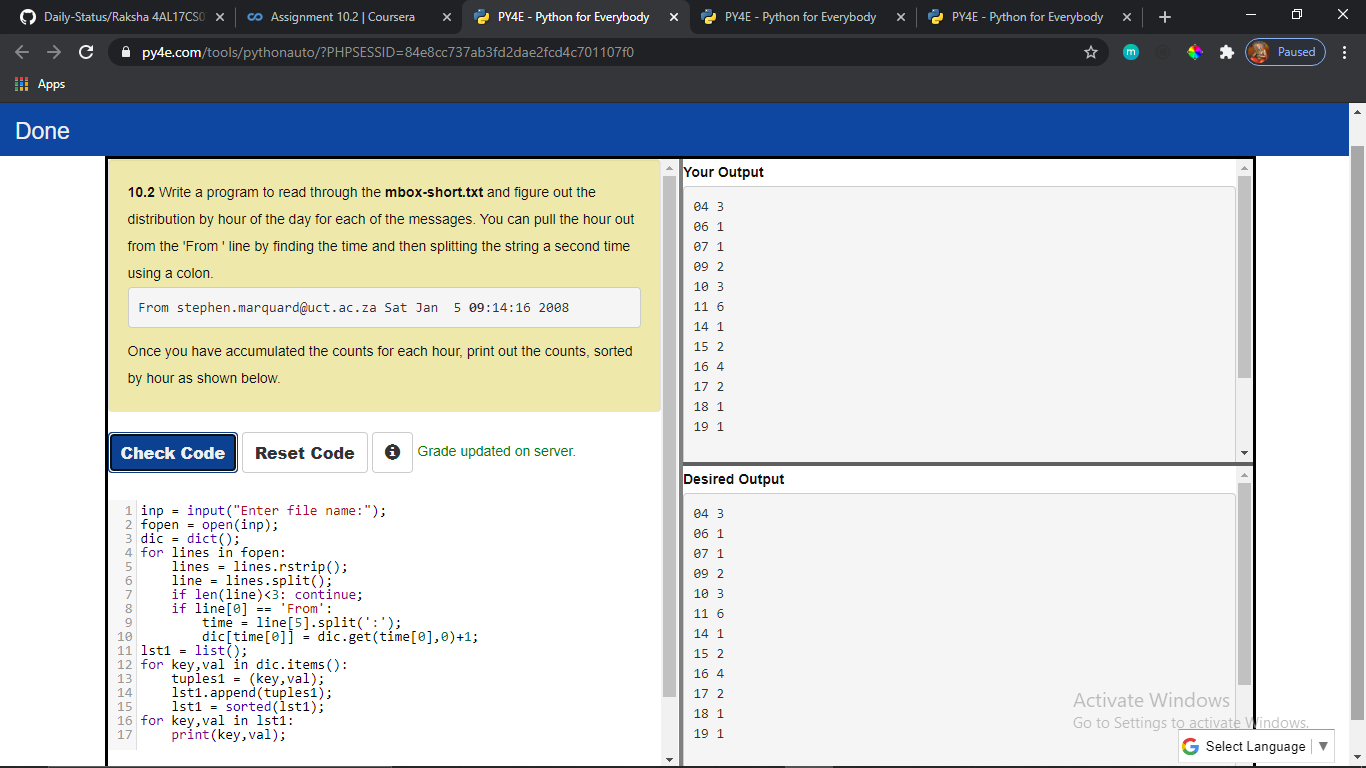 Daily-Status/Raksha 4AL17CS0
Assignment 10.2 | Coursera
PY4E - Python for Everybody
PY4E - Python for Everybody
PY4E - Python for Everybody
py4e.com/tools/pythonauto/?PHPSESSID=84e8cc737ab3fd2dae2fcd4c701107f0
m
Paused
Apps
Done
10.2 Write a program to read through the mbox-short.txt and figure out the
distribution by hour of the day for each of the messages. You can pull the hour out
from the 'From ' line by finding the time and then splitting the string a second time
using a colon.
From stephen.marquard@uct.ac.za Sat Jan  5 09:14:16 2008
Once you have accumulated the counts for each hour, print out the counts, sorted
by hour as shown below.
Check Code
Reset Code
Grade updated on server.
1 inp = input("Enter file name:");
2 fopen = open(inp);
3 dic = dict();
4 for lines in fopen:
5     lines = lines.rstrip();
6     line = lines.split();
7     if len(line)<3: continue;
8     if line[0] == 'From':
9         time = line[5].split(':');
10         dic[time[0]] = dic.get(time[0],0)+1;
11 lst1 = list();
12 for key,val in dic.items():
13     tuples1 = (key,val);
14     lst1.append(tuples1);
15     lst1 = sorted(lst1);
16 for key,val in lst1:
17     print(key,val);
Your Output
04 3
06 1
07 1
09 2
10 3
11 6
14 1
15 2
16 4
17 2
18 1
19 1
Desired Output
04 3
06 1
07 1
09 2
10 3
11 6
14 1
15 2
16 4
17 2
18 1
19 1
Activate Windows
Go to Settings to activate Windows.
Select Language